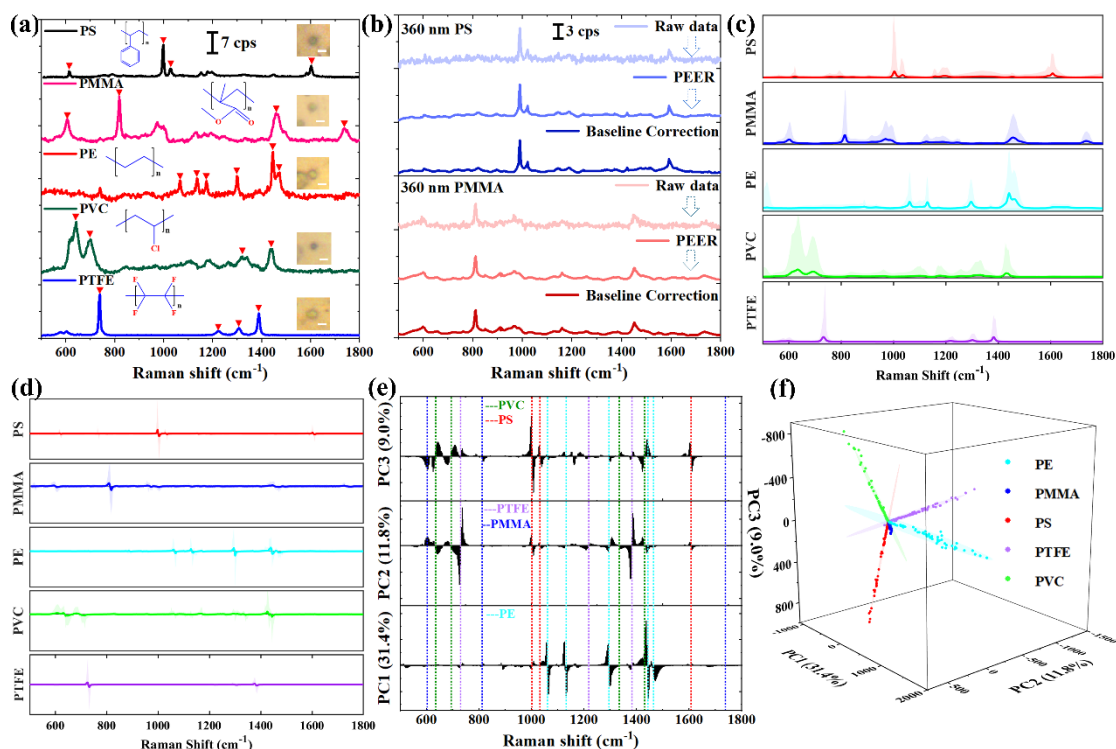 (a)
PS
n
7 cps
PMMA
n
O
O
PE
n
PVC
n
Cl
PTFE
F
F
n
F
F
600 800 1000 1200 1400 1600 1800
Raman shift (cm-1)
(b)
360 nm PS
3 cps
Raw data
PEER
Baseline Correction
360 nm PMMA
Raw data
PEER
Baseline Correction
600 800 1000 1200 1400 1600 1800
Raman shift (cm-1)
(c)
PS
PMMA
PE
PVC
PTFE
600 800 1000 1200 1400 1600 1800
Raman Shift (cm-1)
(d)
PS
PMMA
PE
PVC
PTFE
600 800 1000 1200 1400 1600 1800
Raman Shift (cm-1)
(e)
PC3 (9.0%)
---PVC
---PS
PC2 (11.8%)
---PTFE
--PMMA
PC1 (31.4%)
---PE
600 800 1000 1200 1400 1600 1800
Raman shift (cm-1)
(f)
PC3 (9.0%)
-800
-400
0
400
800
PE
PMMA
PS
PTFE
PVC
-1000
0
1000
2000
PC1 (31.4%)
500
0
-500
-1000
-1500
PC2 (11.8%)